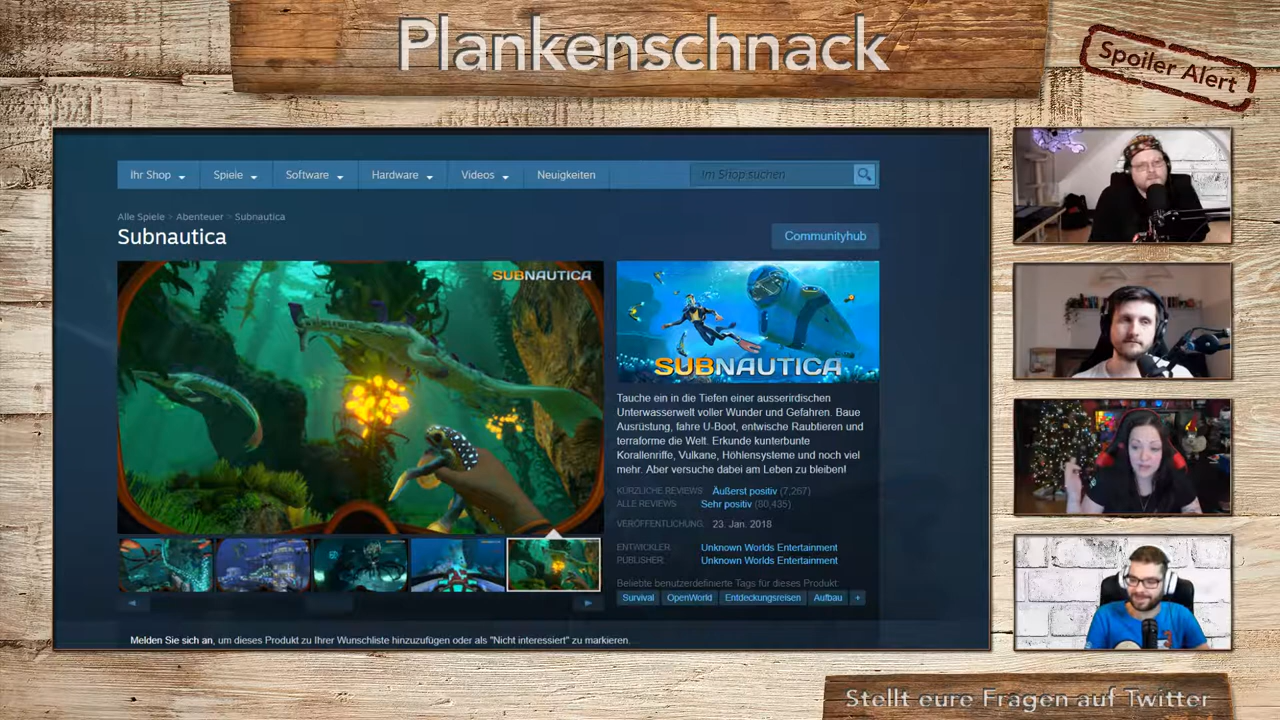 Plankenschnack
Spoiler Alert
Ihr Shop Spiele Software Hardware Videos Neuigkeiten Im Shop suchen
Alle Spiele > Abenteuer > Subnautica
Subnautica
Communityhub
SUBNAUTICA
SUBNAUTICA
Tauche ein in die Tiefen einer ausserirdischen
Unterwasserwelt voller Wunder und Gefahren. Baue
Ausrüstung, fahre U-Boot, entwische Raubtieren und
terraforme die Welt. Erkunde kunterbunte
Korallenriffe, Vulkane, Höhlensysteme und noch viel
mehr. Aber versuche dabei am Leben zu bleiben!
KÜRZLICHE REVIEWS: Äußerst positiv (7,267)
ALLE REVIEWS: Sehr positiv (80,435)
VERÖFFENTLICHUNG: 23. Jan. 2018
ENTWICKLER: Unknown Worlds Entertainment
PUBLISHER: Unknown Worlds Entertainment
Beliebte benutzerdefinierte Tags für dieses Produkt:
Survival OpenWorld Entdeckungsreisen Aufbau +
Melden Sie sich an, um dieses Produkt zu Ihrer Wunschliste hinzuzufügen oder als "Nicht interessiert" zu markieren.
Stellt eure Fragen auf Twitter